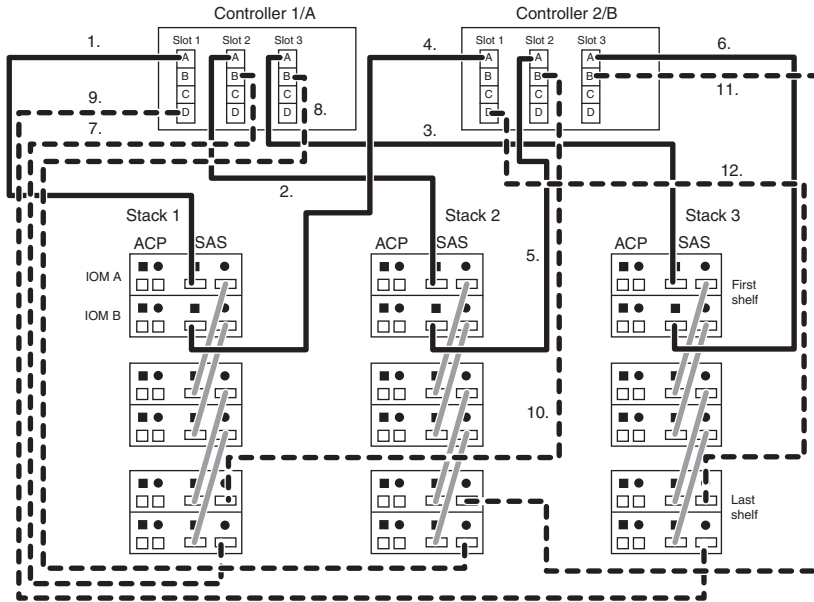 Controller 1/A
Controller 2/B
1.
Slot 1
Slot 2
Slot 3
4.
Slot 1
Slot 2
Slot 3
6.
A
A
A
A
A
A
B
B
B
B
B
B
11.
9.
C
C
C
C
C
C
D
D
D
8.
D
D
D
7.
3.
12.
2.
Stack 1
Stack 2
Stack 3
ACP
SAS
ACP
SAS
5.
ACP
SAS
IOM A
First
shelf
IOM B
10.
Last
shelf